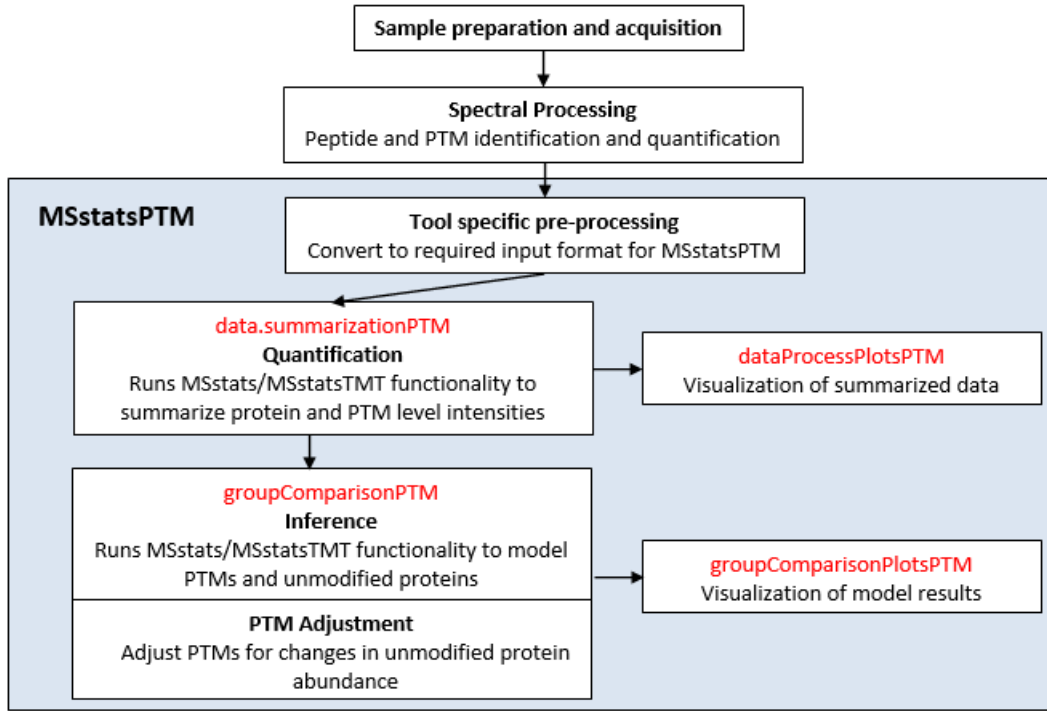 Sample preparation and acquisition
Spectral Processing
Peptide and PTM identification and quantification
MSstatsPTM
Tool specific pre-processing
Convert to required input format for MSstatsPTM
data.summarizationPTM
Quantification
Runs MSstats/MSstatsTMT functionality to
summarize protein and PTM level intensities
dataProcessPlotsPTM
Visualization of summarized data
groupComparisonPTM
Inference
Runs MSstats/MSstatsTMT functionality to model
PTMs and unmodified proteins
groupComparisonPlotsPTM
Visualization of model results
PTM Adjustment
Adjust PTMs for changes in unmodified protein
abundance